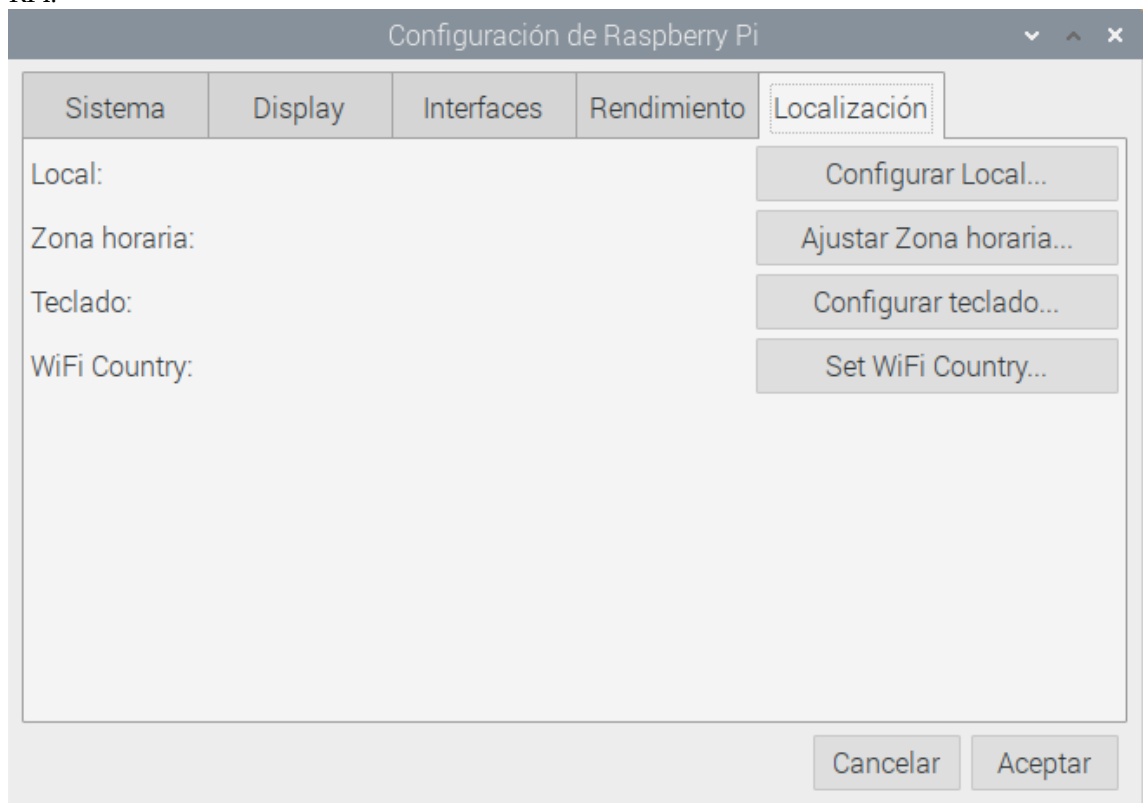 Configuración de Raspberry Pi
Sistema Display Interfaces Rendimiento Localización
Local: Configurar Local...
Zona horaria: Ajustar Zona horaria...
Teclado: Configurar teclado...
WiFi Country: Set WiFi Country...
Cancelar Aceptar